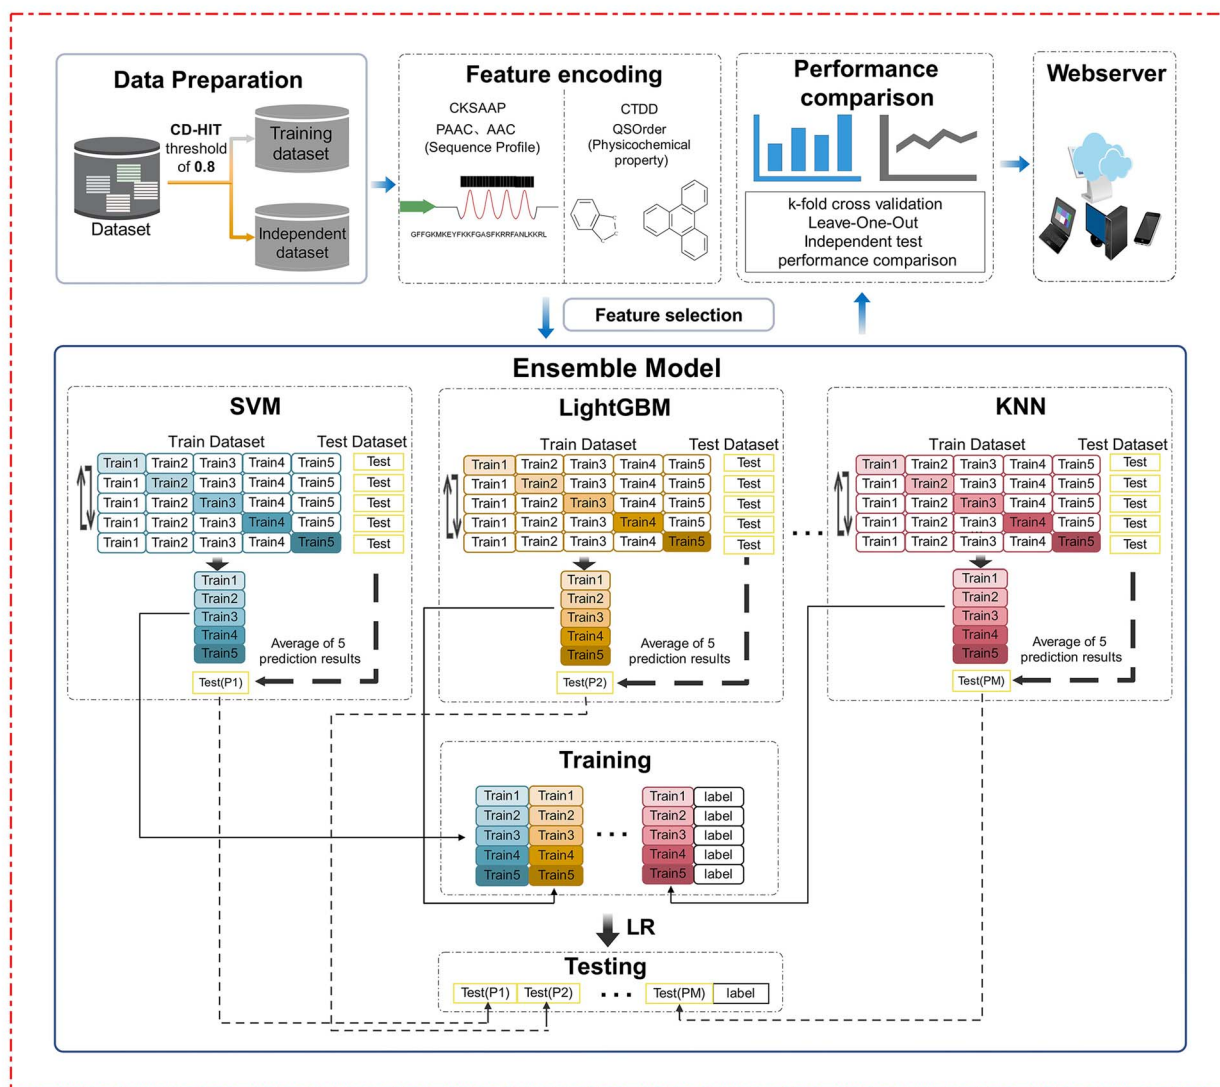 Data Preparation
CD-HIT
threshold
of 0.8
Dataset
Training
dataset
Independent
dataset
Feature encoding
CKSAAP
PAAC、AAC
(Sequence Profile)
GFFGKMKEYFKKFGASFKRRFANLKKRL
CTDD
QSOrder
(Physicochemical
property)
C
C
C
Performance
comparison
k-fold cross validation
Leave-One-Out
Independent test
performance comparison
Webserver
Feature selection
Ensemble Model
SVM
Train Dataset Test Dataset
Train1 Train2 Train3 Train4 Train5 Test
Train1 Train2 Train3 Train4 Train5 Test
Train1 Train2 Train3 Train4 Train5 Test
Train1 Train2 Train3 Train4 Train5 Test
Train1 Train2 Train3 Train4 Train5 Test
Train1
Train2
Train3
Train4
Train5
Average of 5
prediction results
Test(P1)
LightGBM
Train Dataset Test Dataset
Train1 Train2 Train3 Train4 Train5 Test
Train1 Train2 Train3 Train4 Train5 Test
Train1 Train2 Train3 Train4 Train5 Test
Train1 Train2 Train3 Train4 Train5 Test
Train1 Train2 Train3 Train4 Train5 Test
Train1
Train2
Train3
Train4
Train5
Average of 5
prediction results
Test(P2)
...
KNN
Train Dataset Test Dataset
Train1 Train2 Train3 Train4 Train5 Test
Train1 Train2 Train3 Train4 Train5 Test
Train1 Train2 Train3 Train4 Train5 Test
Train1 Train2 Train3 Train4 Train5 Test
Train1 Train2 Train3 Train4 Train5 Test
Train1
Train2
Train3
Train4
Train5
Average of 5
prediction results
Test(PM)
Training
Train1 Train1 Train1 label
Train2 Train2 Train2 label
Train3 Train3 ... Train3 label
Train4 Train4 Train4 label
Train5 Train5 Train5 label
LR
Testing
Test(P1) Test(P2) ... Test(PM) label